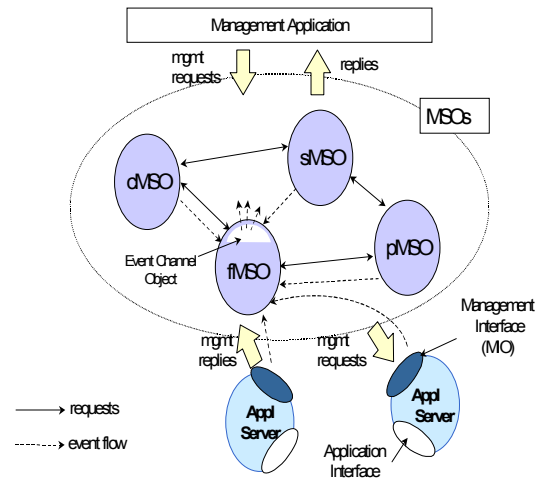 Management Application
mgmt
requests
replies
MSOs
sMSO
dMSO
Event Channel
Object
flMSO
pMSO
Management
Interface
(MO)
mgmt
replies
mgmt
requests
Appl
Server
Appl
Server
requests
event flow
Application
Interface